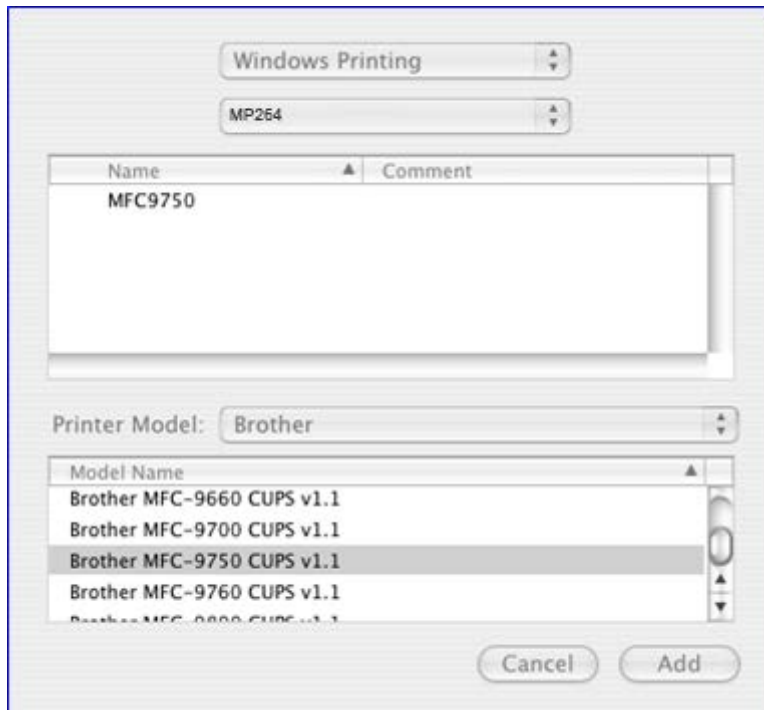 Windows Printing
MP264
Name Comment
MFC9750
Printer Model: Brother
Model Name
Brother MFC-9660 CUPS v1.1
Brother MFC-9700 CUPS v1.1
Brother MFC-9750 CUPS v1.1
Brother MFC-9760 CUPS v1.1
Cancel Add